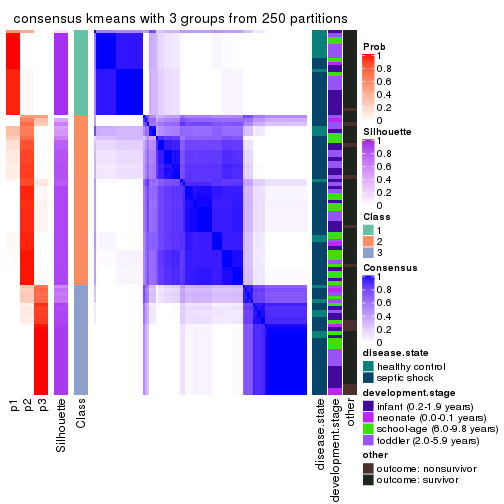 consensus kmeans with 3 groups from 250 partitions
Prob
1
0.8
0.6
0.4
0.2
0
Silhouette
1
0.8
0.6
0.4
0.2
0
Class
1
2
3
Consensus
1
0.8
0.6
0.4
0.2
0
disease.state
healthy control
septic shock
development.stage
infant (0.2-1.9 years)
neonate (0.0-0.1 years)
school-age (6.0-9.8 years)
toddler (2.0-5.9 years)
other
outcome: nonsurvivor
outcome: survivor
p1
p2
p3
Silhouette
Class
disease.state
development.stage
other